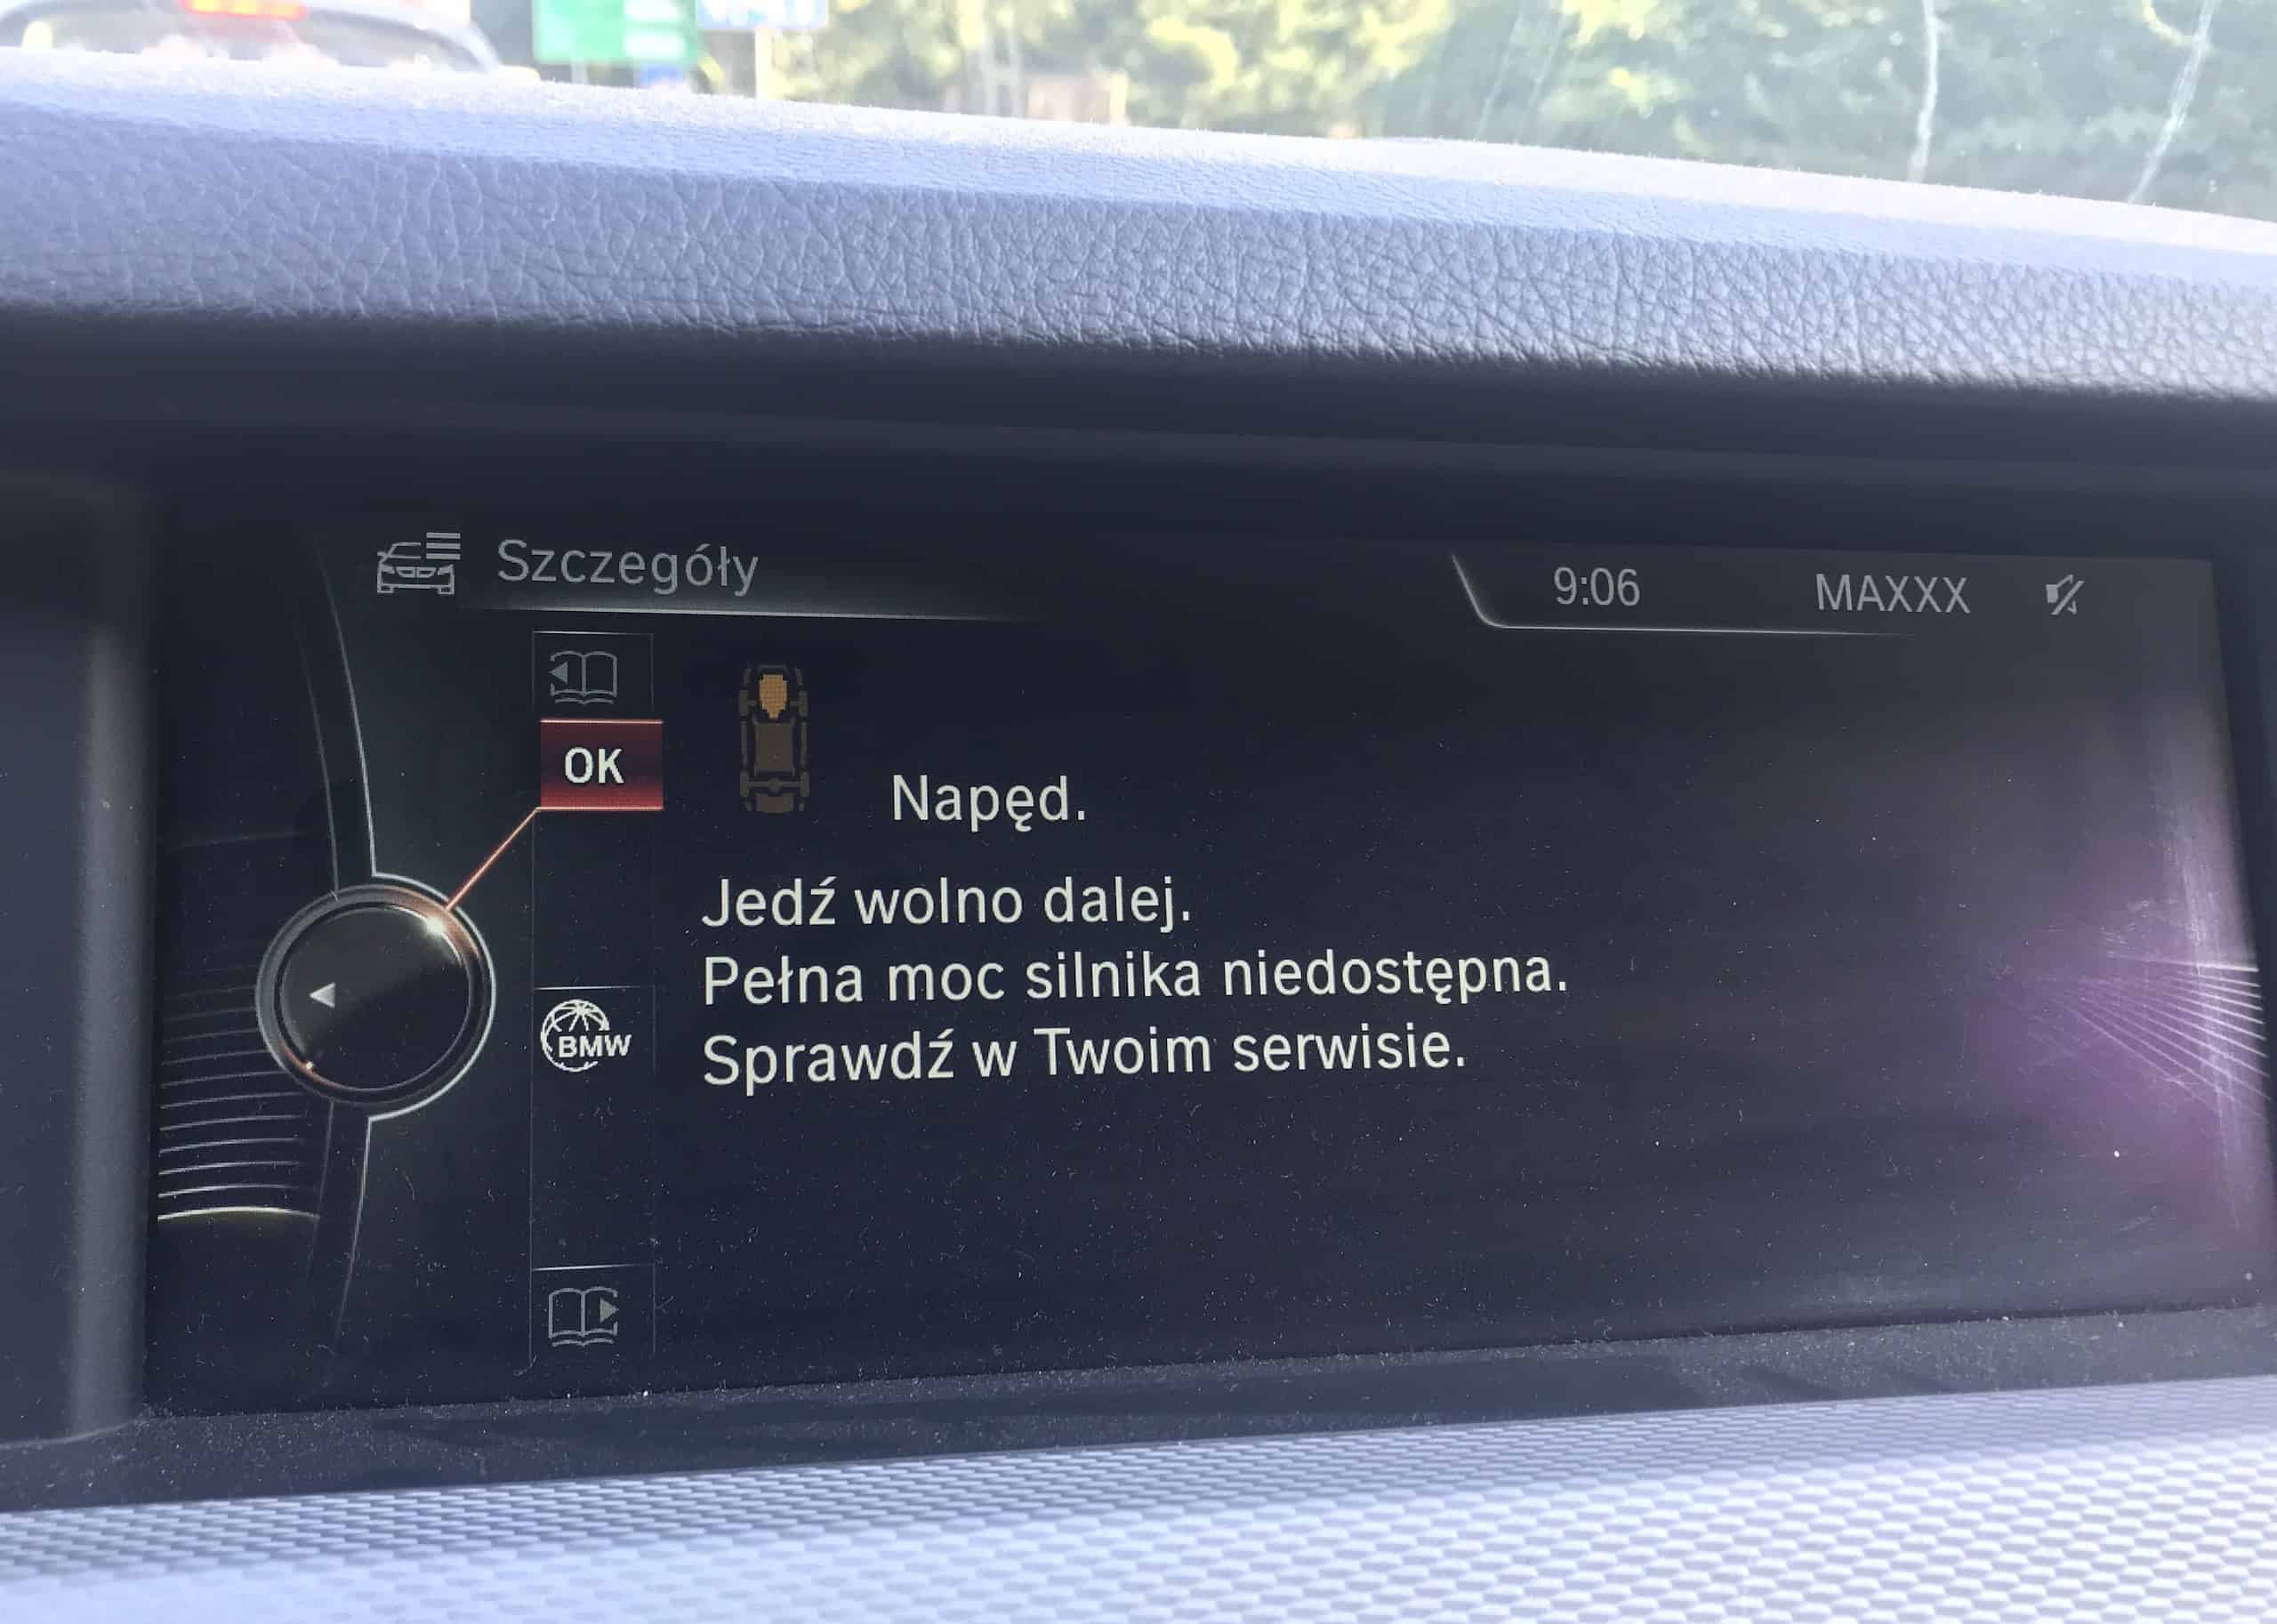 Szczegóły
9:06 MAXXX
OK
Napęd.
Jedź wolno dalej.
Pełna moc silnika niedostępna.
BMW
Sprawdź w Twoim serwisie.